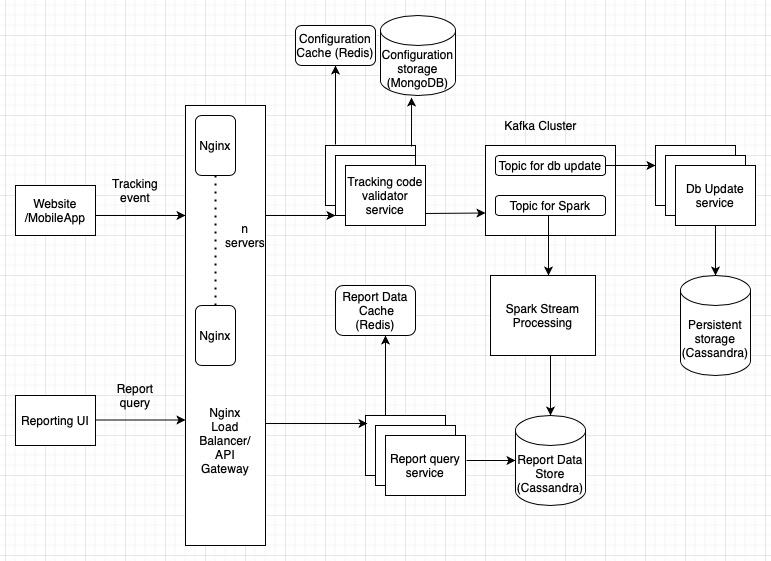 Configuration
Cache (Redis)
Configuration
storage
(MongoDB)
Kafka Cluster
Nginx
Topic for db update
Tracking
event
Website
/MobileApp
Tracking code
validator
service
Topic for Spark
Db Update
service
n
servers
Report Data
Cache
(Redis)
Spark Stream
Processing
Persistent
storage
(Cassandra)
Nginx
Report
query
Reporting UI
Nginx
Load
Balancer/
API
Gateway
Report query
service
Report Data
Store
(Cassandra)